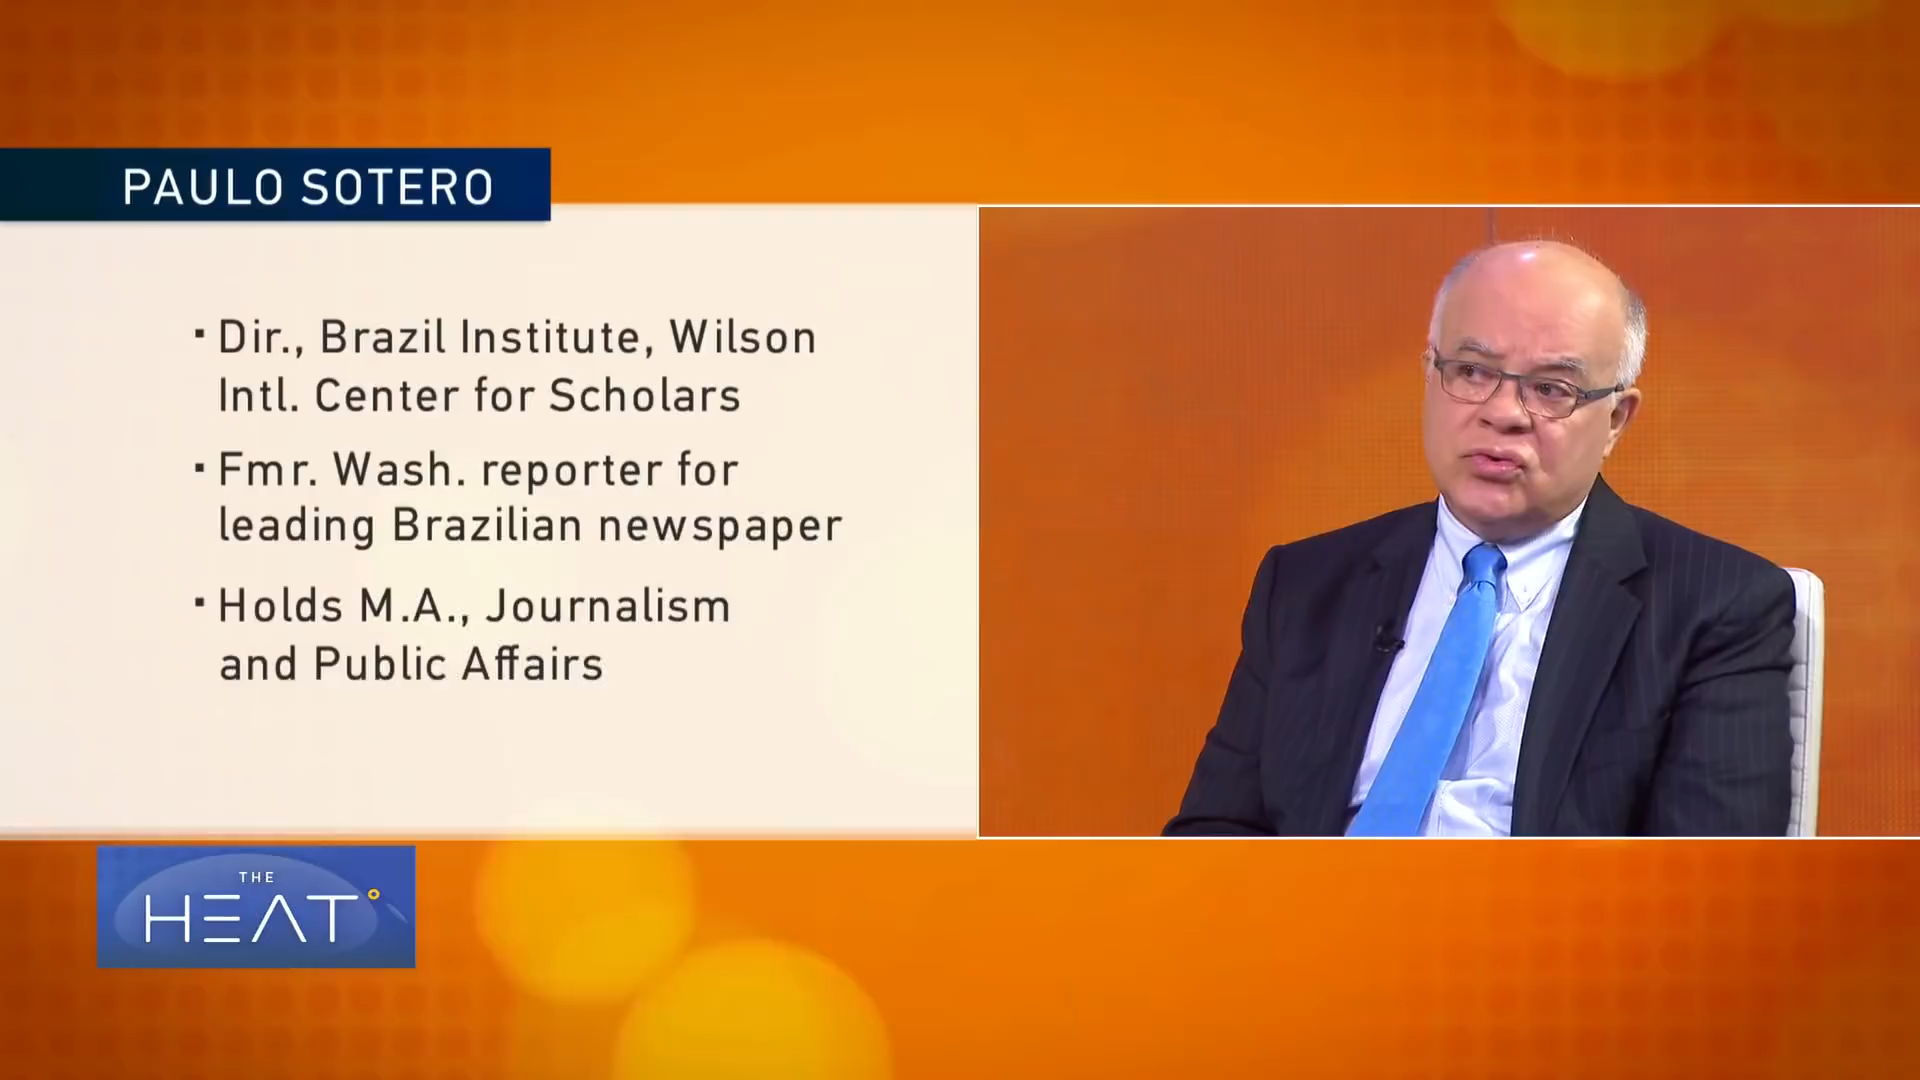 PAULO SOTERO
▪ Dir., Brazil Institute, Wilson
Intl. Center for Scholars
▪ Fmr. Wash. reporter for
leading Brazilian newspaper
▪ Holds M.A., Journalism
and Public Affairs
THE
HEAT